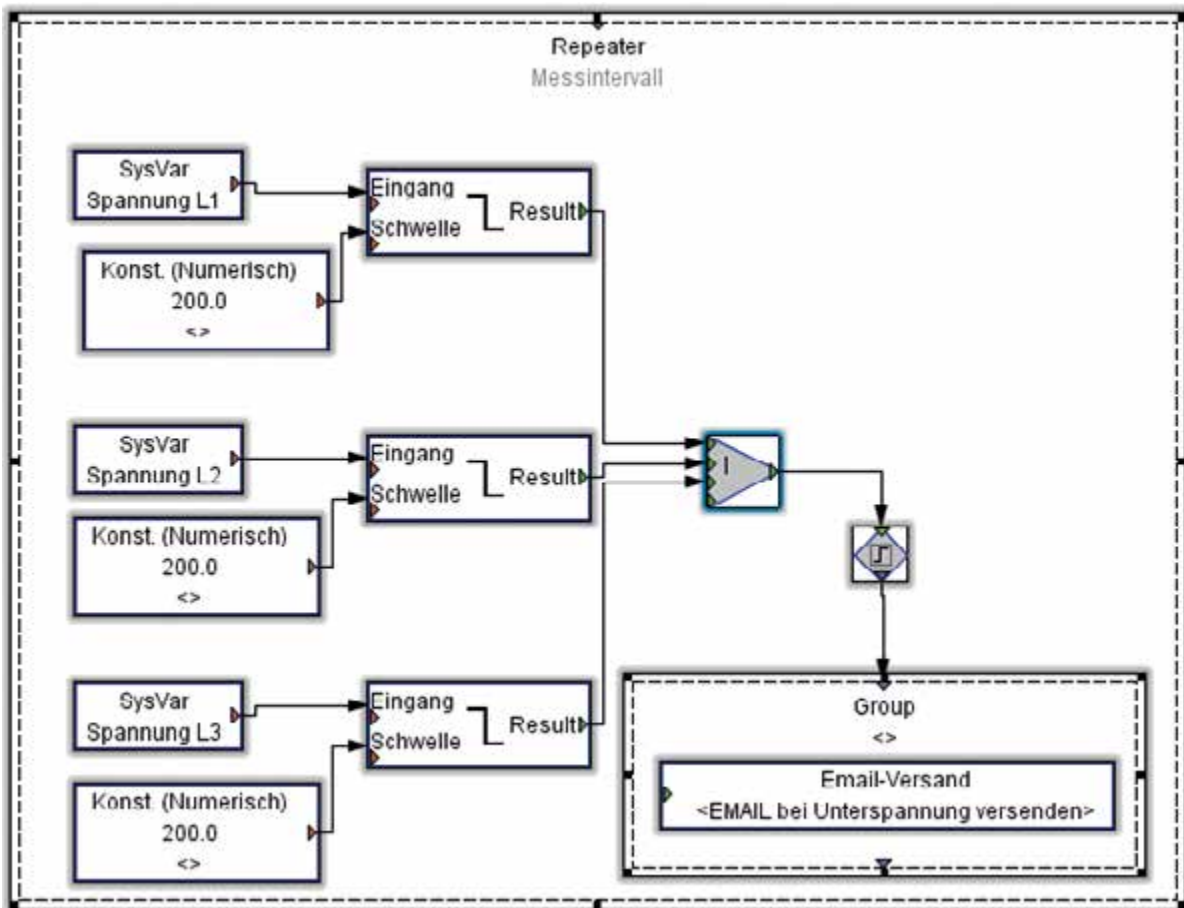 Repeater
Messintervall
SysVar
Spannung L1
Eingang
Schwelle
Result
Konst. (Numerisch)
200.0
<>
SysVar
Spannung L2
Eingang
Schwelle
Result
Konst. (Numerisch)
200.0
<>
SysVar
Spannung L3
Eingang
Schwelle
Result
Konst. (Numerisch)
200.0
<>
I
Group
<>
Email-Versand
<EMAIL bei Unterspannung versenden>